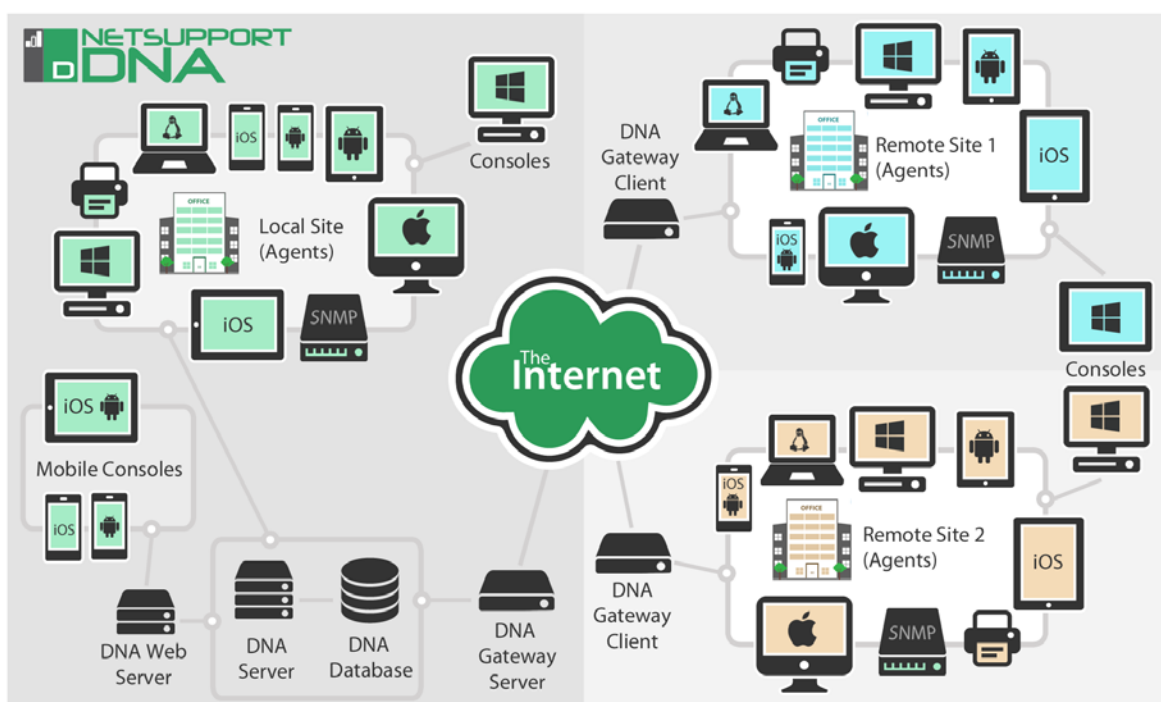 NETSUPPORT
DNA
D
iOS
OFFICE
Local Site
(Agents)
iOS
SNMP
Consoles
iOS
Mobile Consoles
iOS
DNA Web
Server
DNA
Server
DNA
Database
DNA
Gateway
Server
The
Internet
DNA
Gateway
Client
OFFICE
Remote Site 1
(Agents)
iOS
iOS
SNMP
Consoles
DNA
Gateway
Client
iOS
OFFICE
Remote Site 2
(Agents)
iOS
SNMP